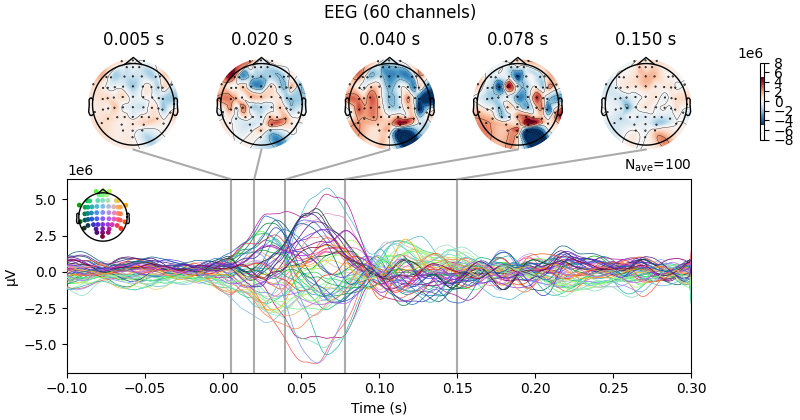 EEG (60 channels)
0.005 s 0.020 s 0.040 s 0.078 s 0.150 s
1e6
8
6
4
2
0
−2
−4
−6
−8
Nave=100
1e6
5.0
2.5
0.0
−2.5
−5.0
µV
−0.10 −0.05 0.00 0.05 0.10 0.15 0.20 0.25 0.30
Time (s)